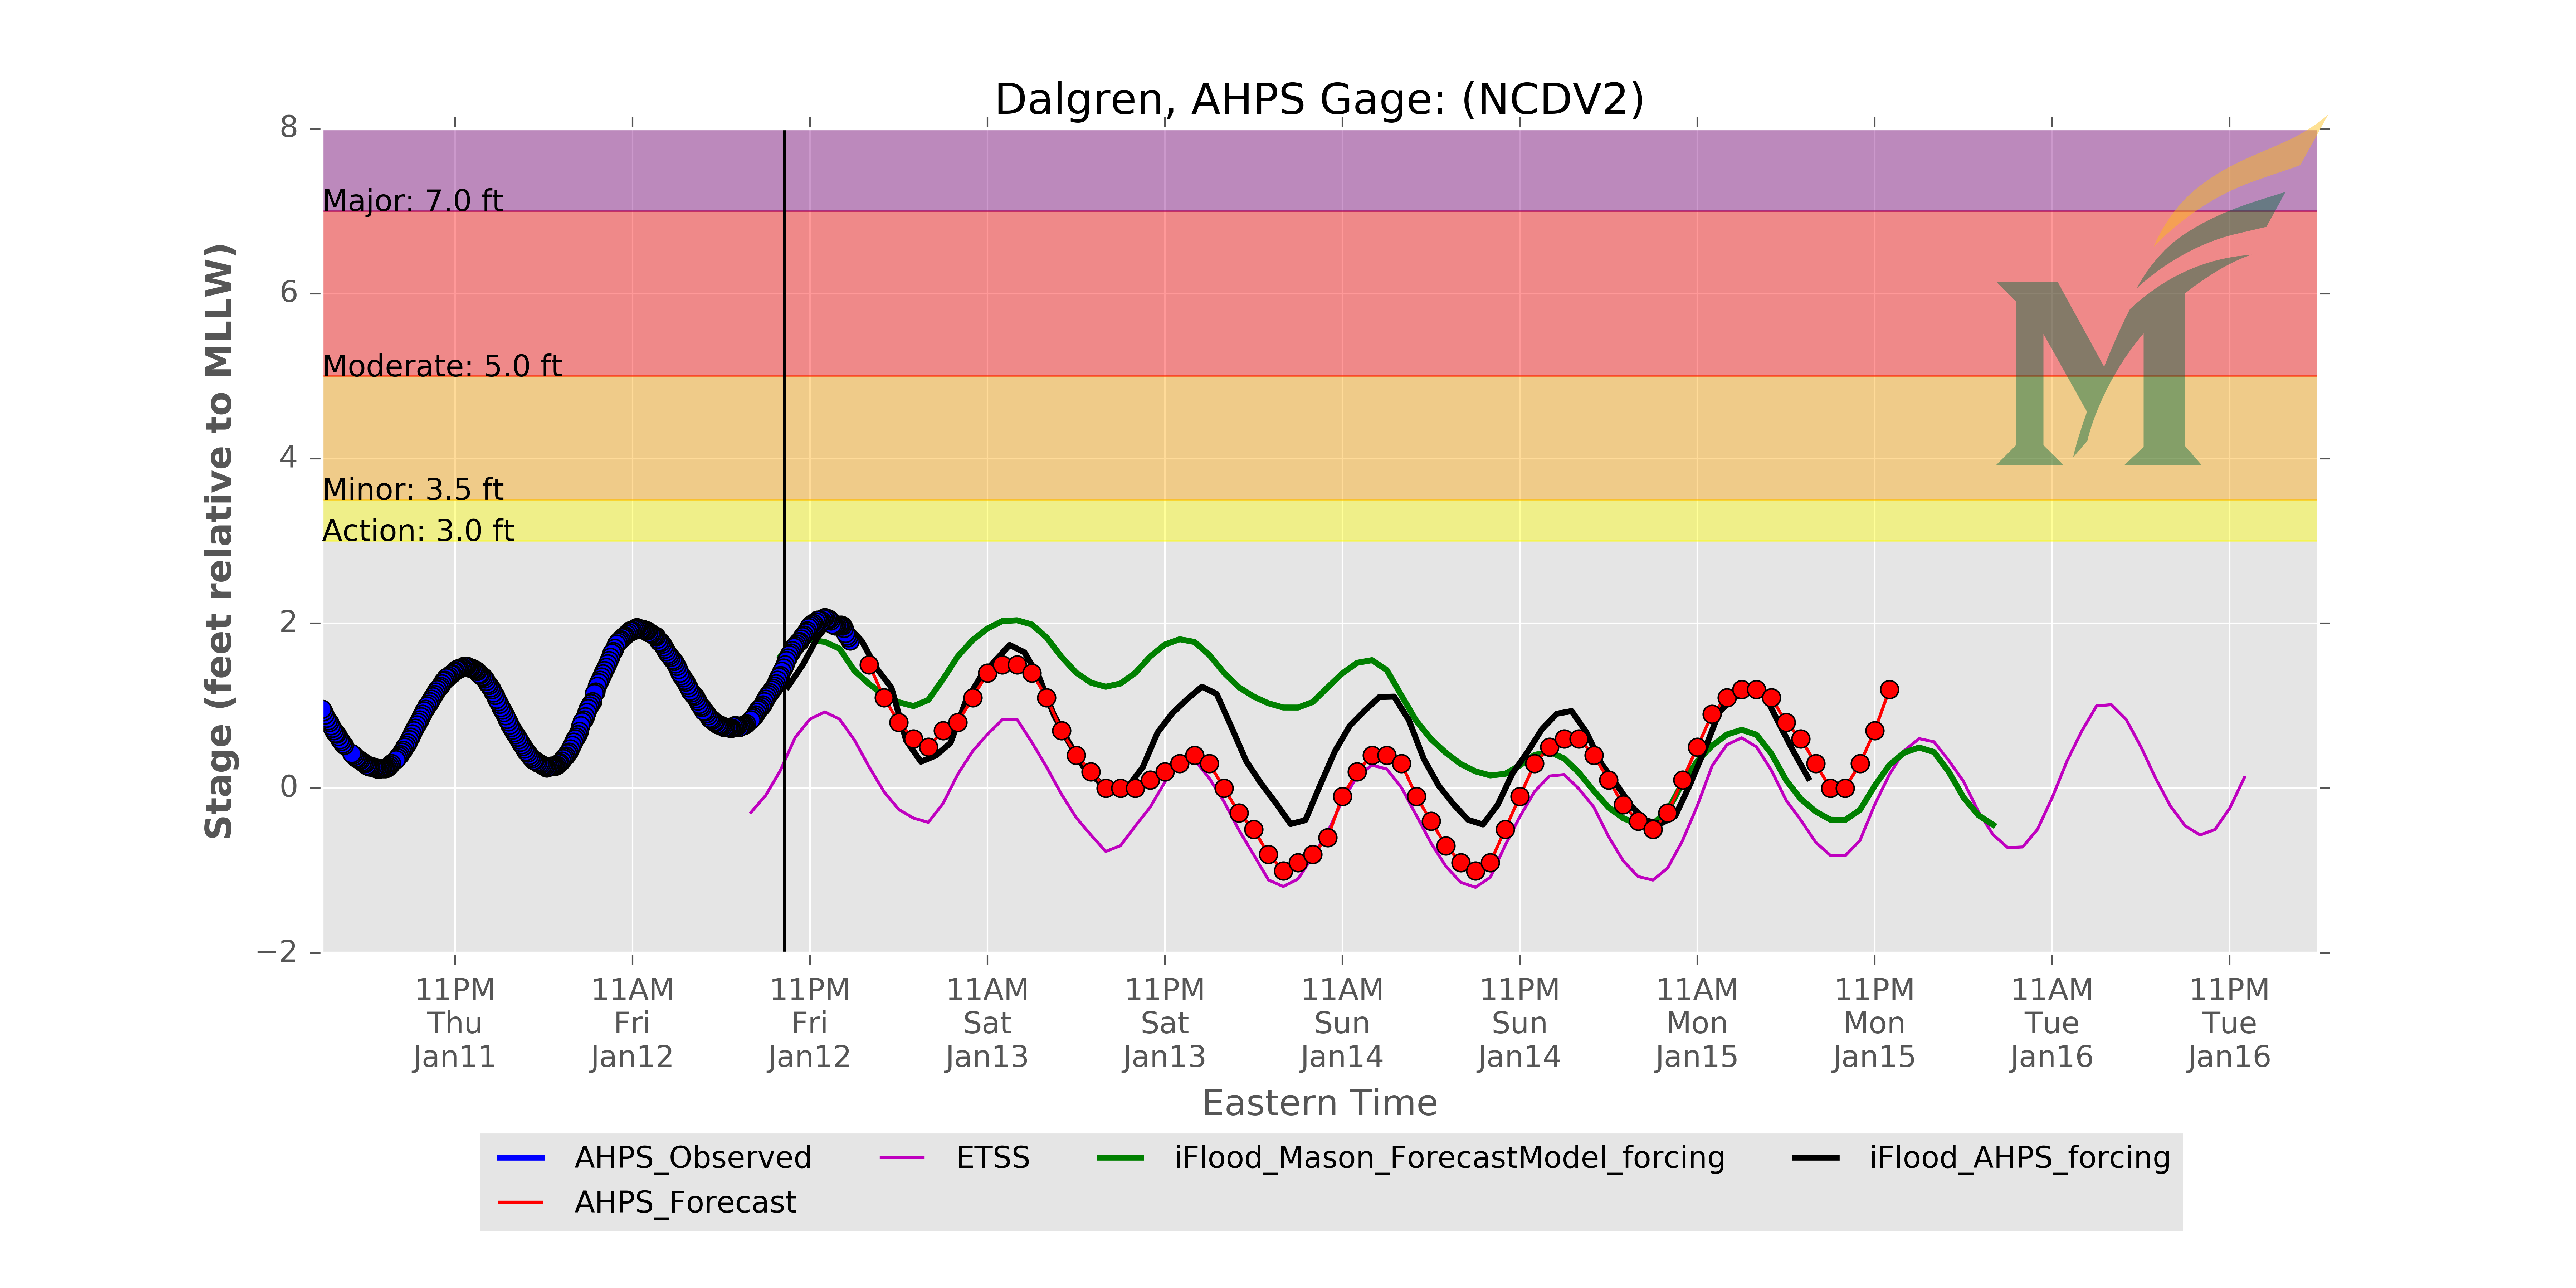 Dalgren, AHPS Gage: (NCDV2)
8
6
4
2
0
−2
Stage (feet relative to MLLW)
Major: 7.0 ft
Moderate: 5.0 ft
Minor: 3.5 ft
Action: 3.0 ft
M
11PM 11AM 11PM 11AM 11PM 11AM 11PM 11AM 11PM 11AM 11PM
Thu Fri Fri Sat Sat Sun Sun Mon Mon Tue Tue
Jan11 Jan12 Jan12 Jan13 Jan13 Jan14 Jan14 Jan15 Jan15 Jan16 Jan16
Eastern Time
AHPS_Observed ETSS iFlood_Mason_ForecastModel_forcing iFlood_AHPS_forcing
AHPS_Forecast